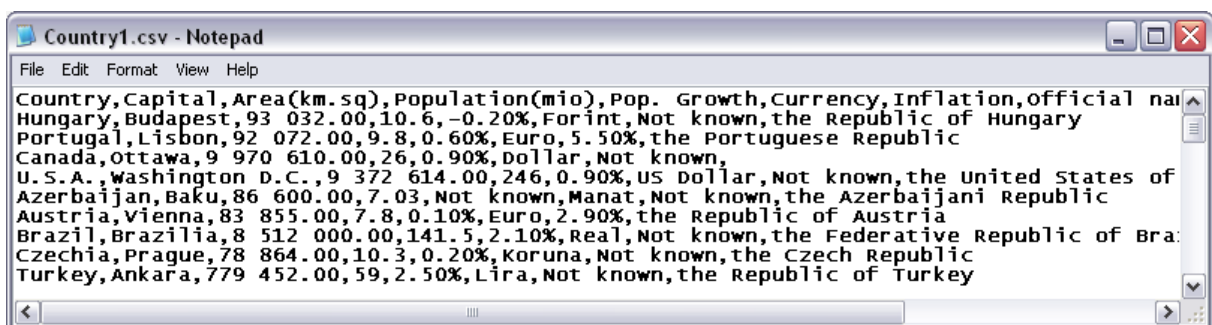 Country1.csv - Notepad
File Edit Format View Help
Country,Capital,Area(km.sq),Population(mio),Pop. Growth,Currency,Inflation,Official
Hungary,Budapest,93 032.00,10.6,-0.20%,Forint,Not known,the Republic of Hungary
Portugal,Lisbon,92 072.00,9.8,0.60%,Euro,5.50%,the Portuguese Republic
Canada,Ottawa,9 970 610.00,26,0.90%,Dollar,Not known,
U.S.A.,Washington D.C.,9 372 614.00,246,0.90%,US Dollar,Not known,the United States of
Azerbaijan,Baku,86 600.00,7.03,Not known,Manat,Not known,the Azerbaijani Republic
Austria,Vienna,83 855.00,7.8,0.10%,Euro,2.90%,the Republic of Austria
Brazil,Brazilia,8 512 000.00,141.5,2.10%,Real,Not known,the Federative Republic of
Czechia,Prague,78 864.00,10.3,0.20%,Koruna,Not known,the Czech Republic
Turkey,Ankara,779 452.00,59,2.50%,Lira,Not known,the Republic of Turkey